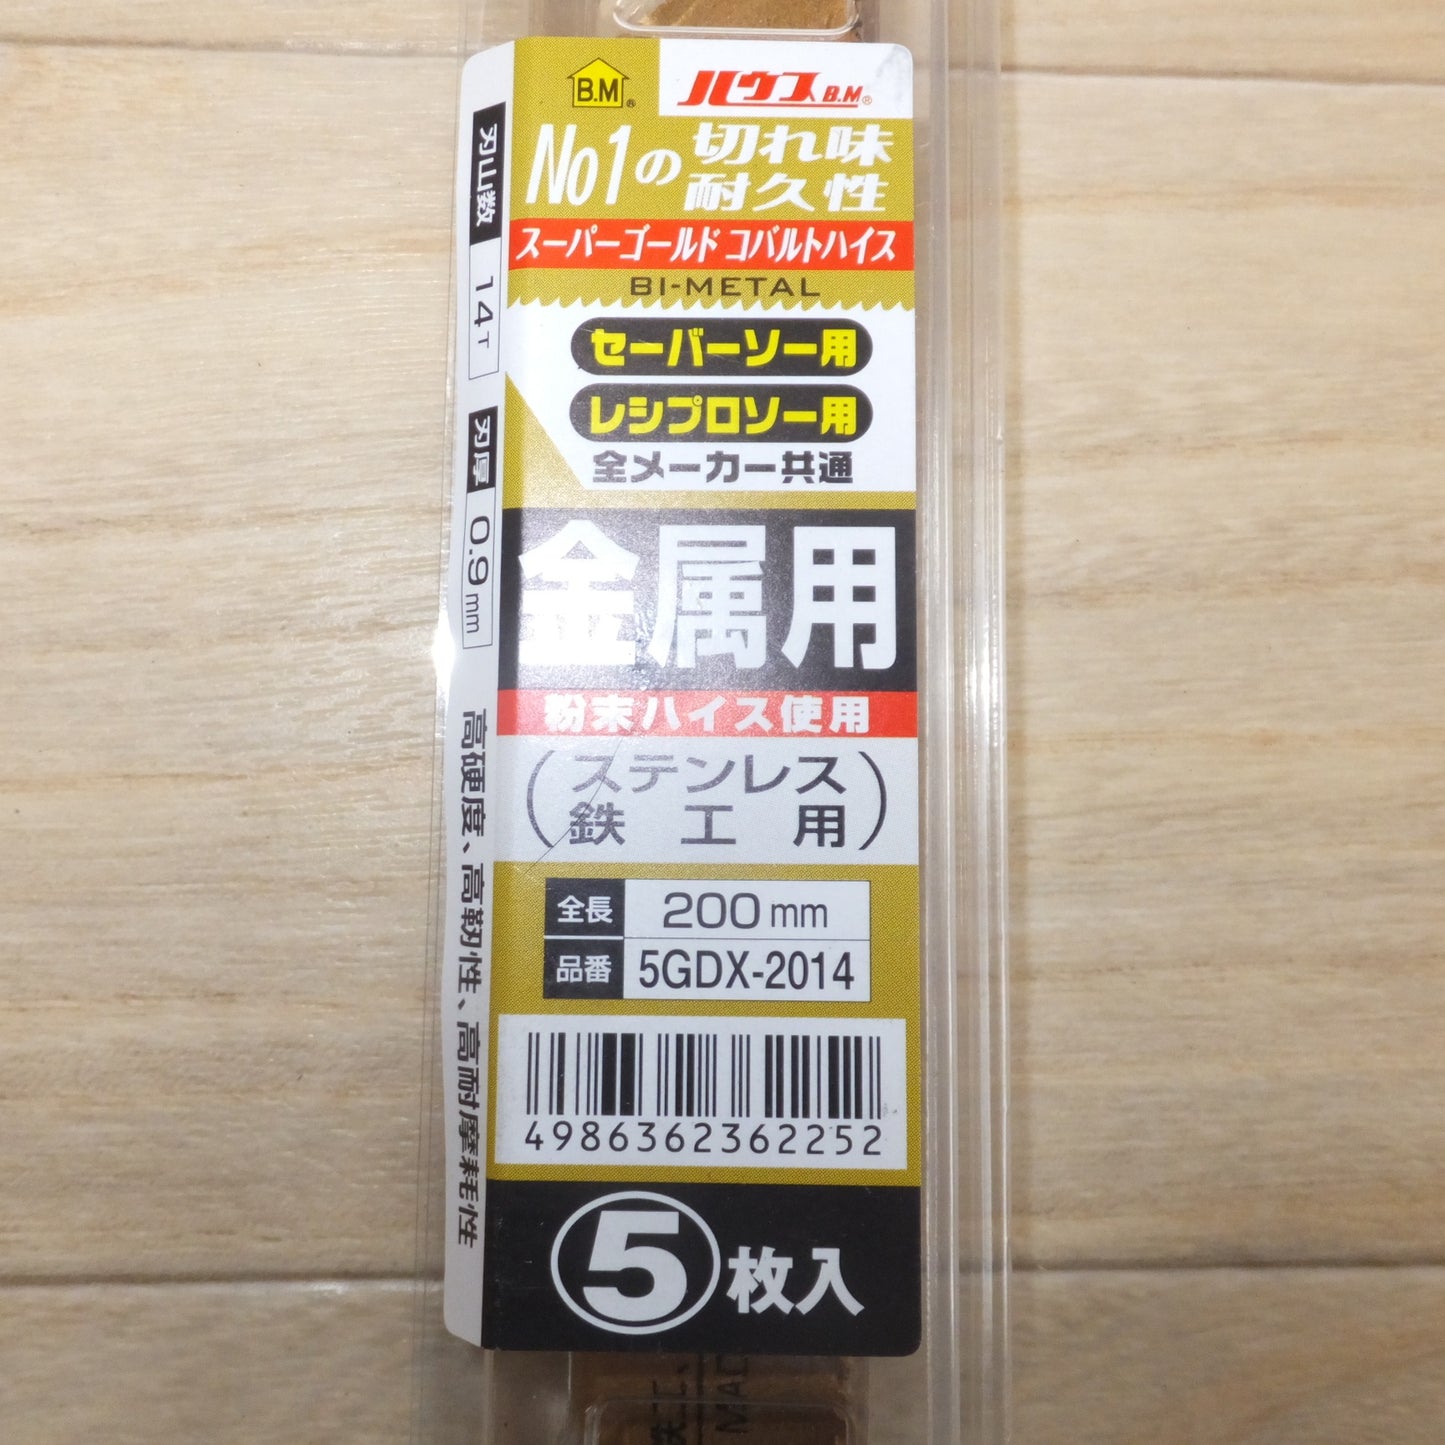 B.M®
ハウス B.M®
No1の 切れ味
耐久性
スーパーゴールド コバルトハイス
BI-METAL
セーバーソー用
レシプロソー用
全メーカー共通
金属用
粉末ハイス使用
(ステンレス
鉄工用)
全長 200mm
品番 5GDX-2014
4986362362252
5枚入
刃山数 14T
刃厚 0.9mm
高硬度、高靭性、高耐摩耗性